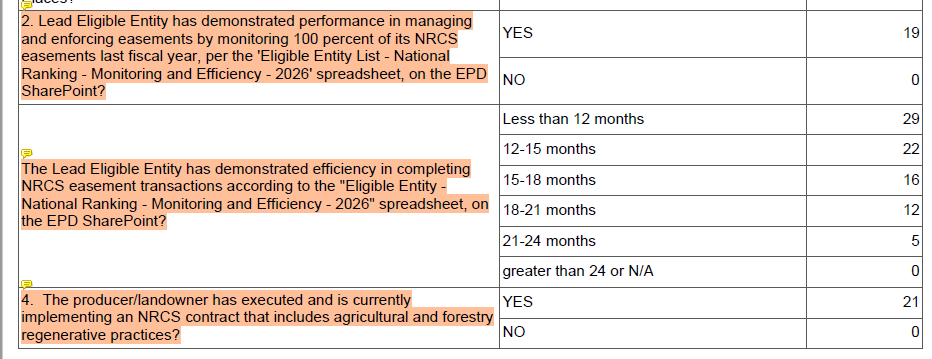 Places?
2. Lead Eligible Entity has demonstrated performance in managing
and enforcing easements by monitoring 100 percent of its NRCS
easements last fiscal year, per the 'Eligible Entity List - National
Ranking - Monitoring and Efficiency - 2026' spreadsheet, on the EPD
SharePoint?
YES 19
NO 0
The Lead Eligible Entity has demonstrated efficiency in completing
NRCS easement transactions according to the "Eligible Entity -
National Ranking - Monitoring and Efficiency - 2026" spreadsheet, on
the EPD SharePoint?
Less than 12 months 29
12-15 months 22
15-18 months 16
18-21 months 12
21-24 months 5
greater than 24 or N/A 0
4. The producer/landowner has executed and is currently
implementing an NRCS contract that includes agricultural and forestry
regenerative practices?
YES 21
NO 0